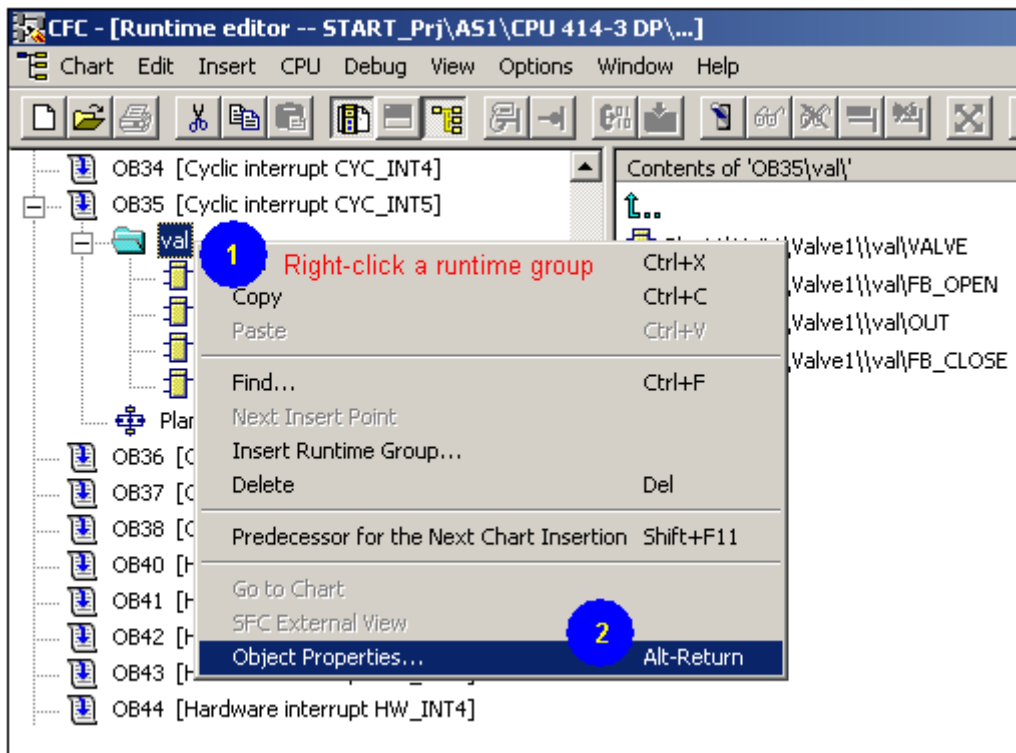 CFC - [Runtime editor -- START_Prj\AS1\CPU 414-3 DP\...]
Chart Edit Insert CPU Debug View Options Window Help
OB34 [Cyclic interrupt CYC_INT4]
OB35 [Cyclic interrupt CYC_INT5]
val
Plan
OB36 [C
OB37 [C
OB38 [C
OB40 [H
OB41 [H
OB42 [H
OB43 [H
OB44 [Hardware interrupt HW_INT4]
1
Right-click a runtime group
Ctrl+X
Copy Ctrl+C
Paste Ctrl+V
Find... Ctrl+F
Next Insert Point
Insert Runtime Group...
Delete Del
Predecessor for the Next Chart Insertion Shift+F11
Go to Chart
SFC External View
2
Object Properties... Alt-Return
Contents of 'OB35\val\'
..
\Valve1\\val\VALVE
\Valve1\\val\FB_OPEN
\Valve1\\val\OUT
\Valve1\\val\FB_CLOSE